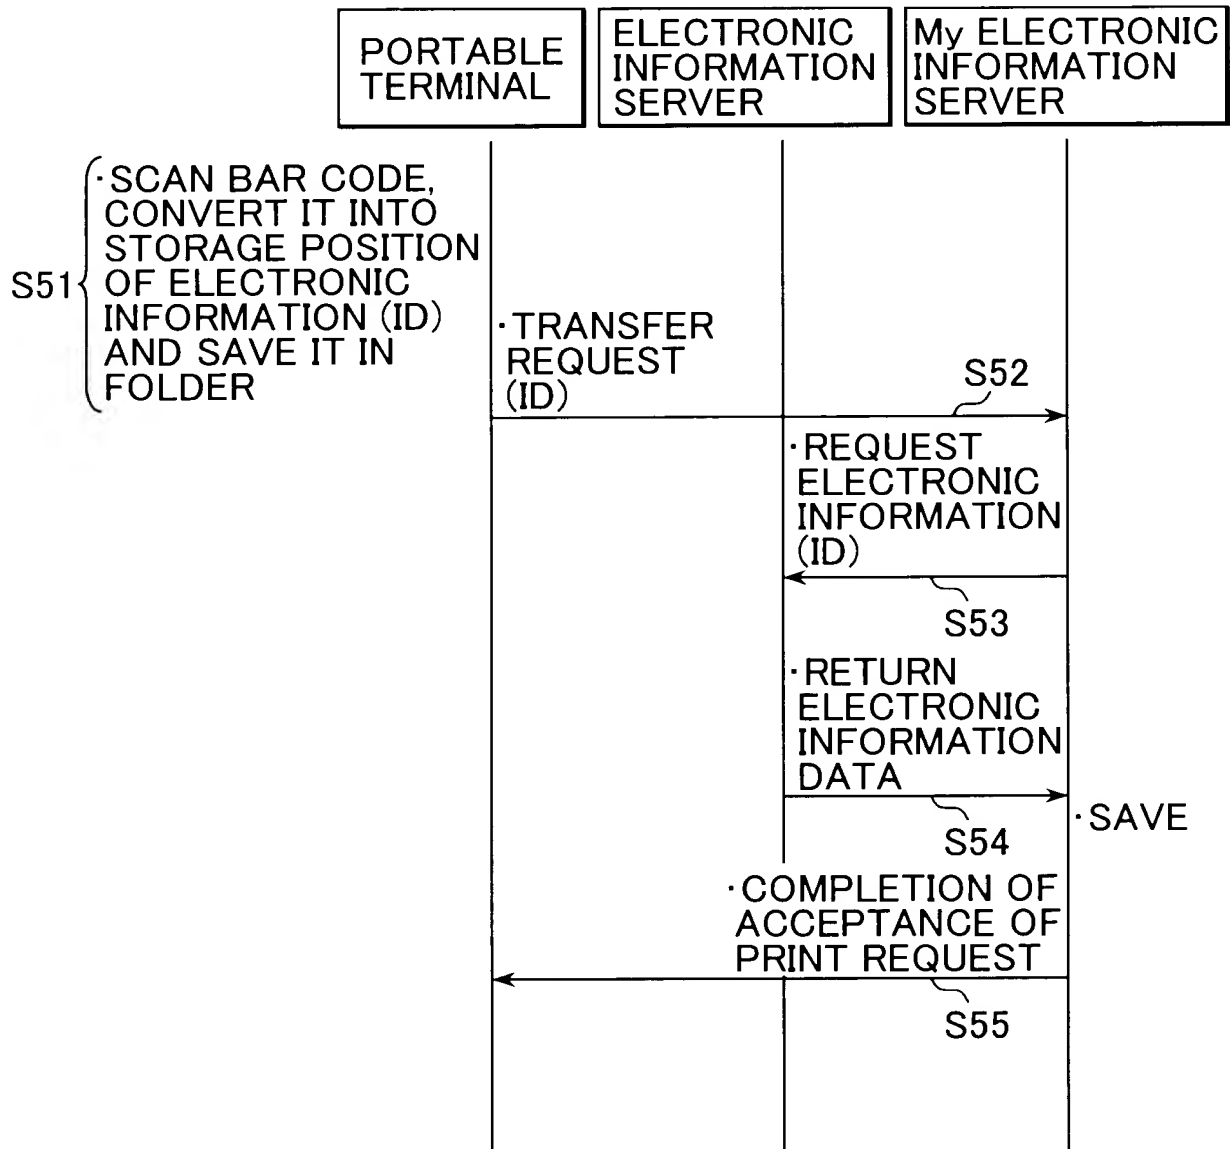 PORTABLE
TERMINAL
ELECTRONIC
INFORMATION
SERVER
My ELECTRONIC
INFORMATION
SERVER
S51
·SCAN BAR CODE,
CONVERT IT INTO
STORAGE POSITION
OF ELECTRONIC
INFORMATION (ID)
AND SAVE IT IN
FOLDER
·TRANSFER
REQUEST
(ID)
S52
·REQUEST
ELECTRONIC
INFORMATION
(ID)
S53
·RETURN
ELECTRONIC
INFORMATION
DATA
S54
·SAVE
·COMPLETION OF
ACCEPTANCE OF
PRINT REQUEST
S55